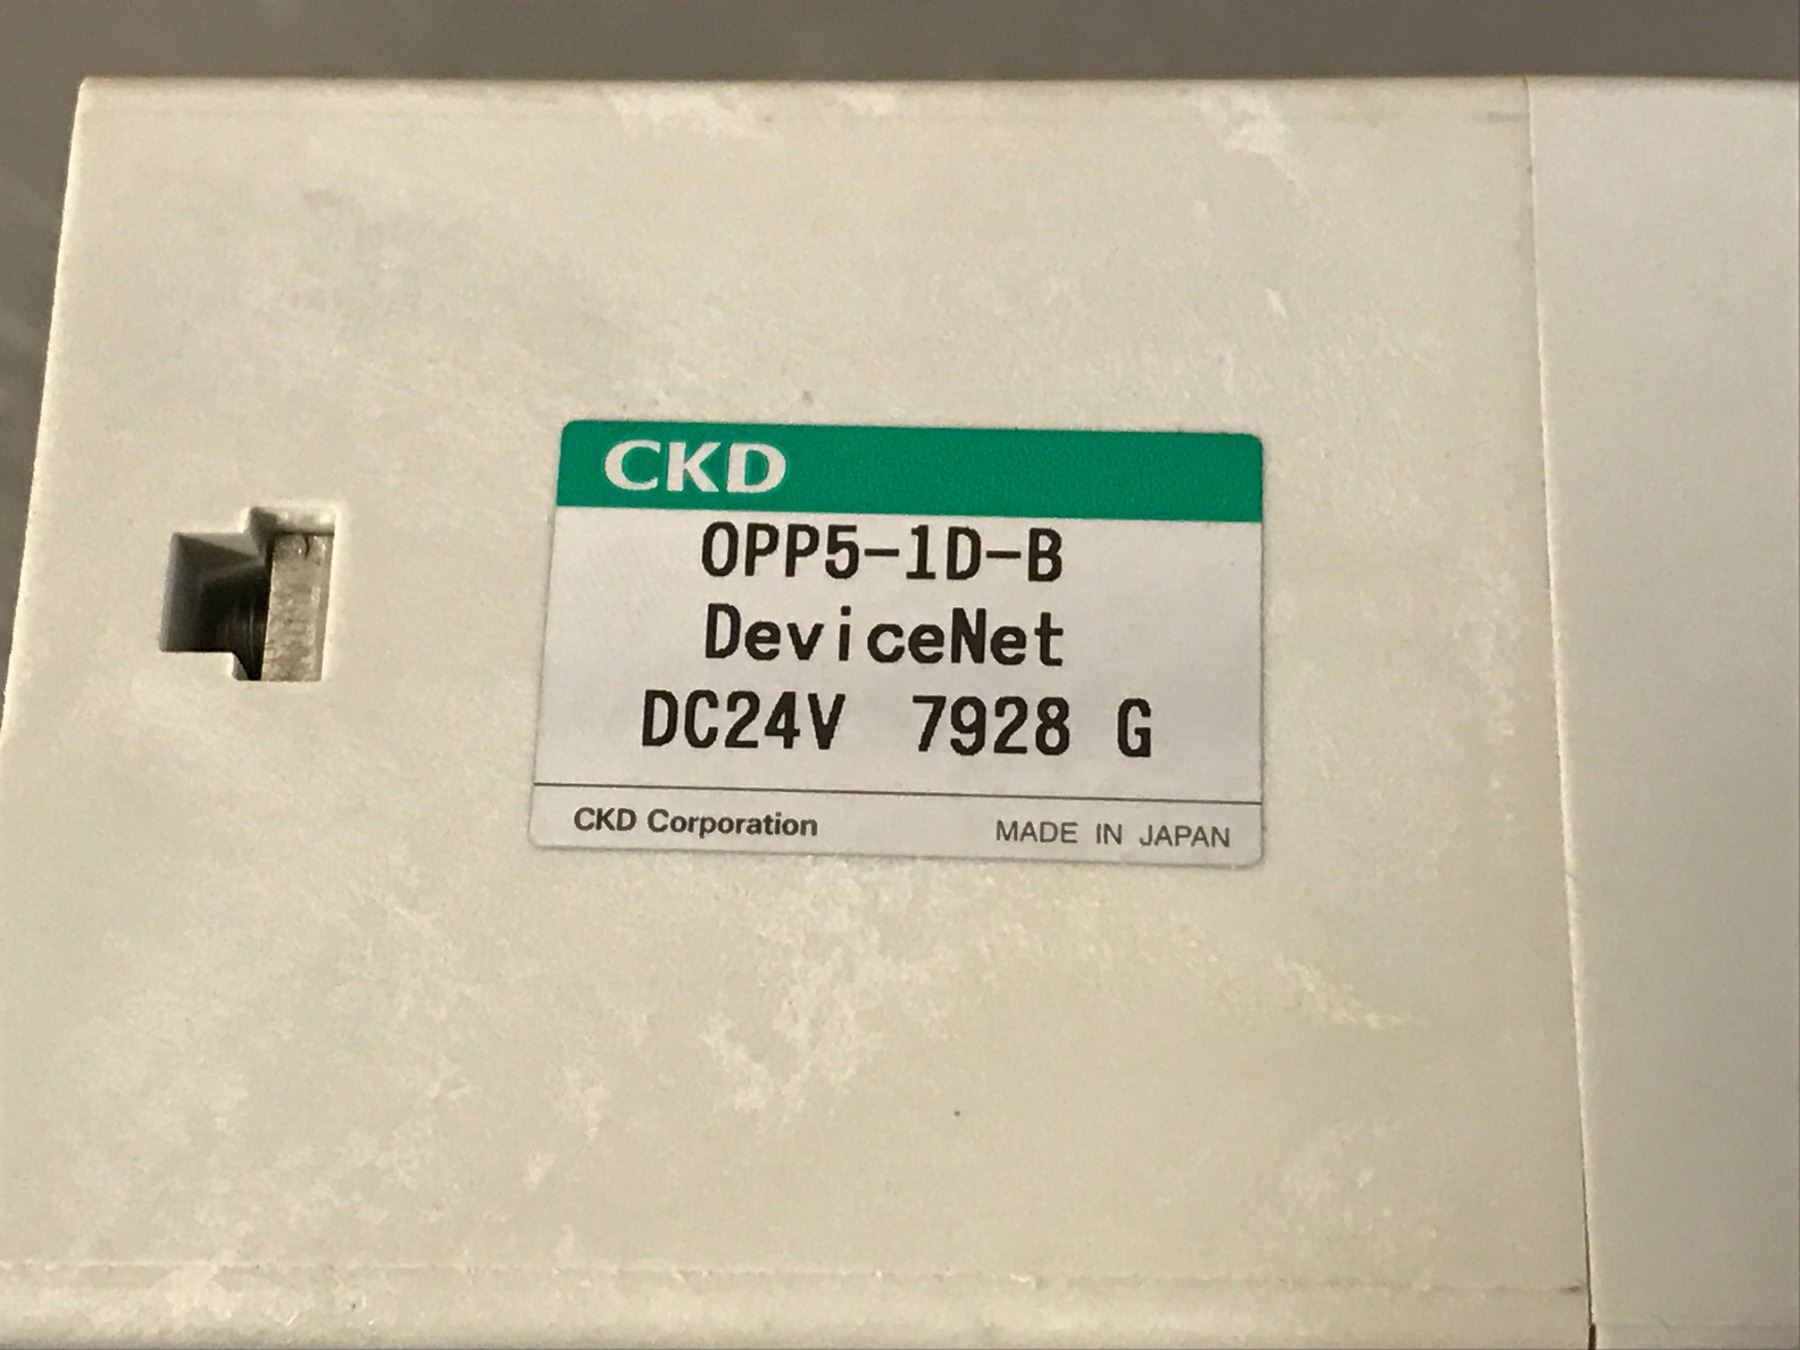 CKD
OPP5-1D-B
DeviceNet
DC24V 7928 G
CKD Corporation MADE IN JAPAN